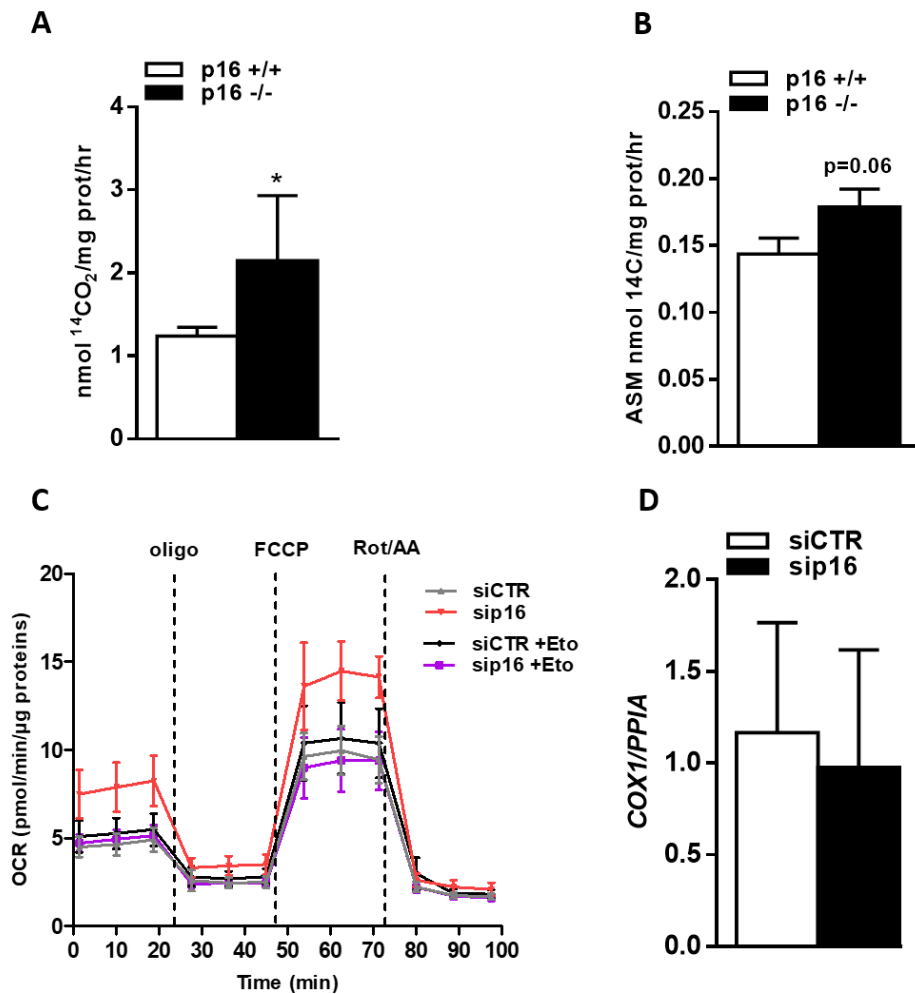 A
p16 +/+
p16 -/-
nmol ¹⁴CO₂/mg prot/hr
4
3
2
1
0
*
B
p16 +/+
p16 -/-
ASM nmol 14C/mg prot/hr
0.25
0.20
0.15
0.10
0.05
0.00
p=0.06
C
oligo
FCCP
Rot/AA
OCR (pmol/min/µg proteins)
20
15
10
5
0
0 10 20 30 40 50 60 70 80 90 100
Time (min)
siCTR
sip16
siCTR +Eto
sip16 +Eto
D
siCTR
sip16
COX1/PPIA
2.0
1.5
1.0
0.5
0.0